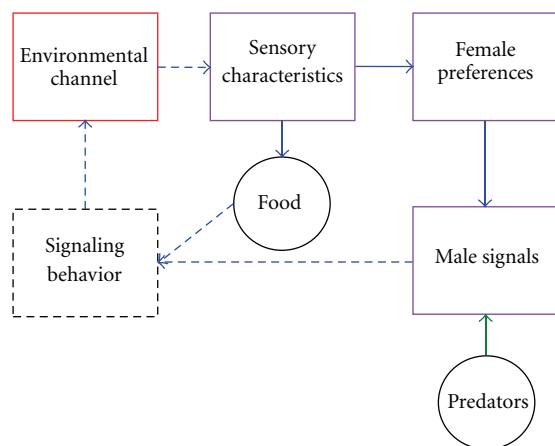 Environmental
channel
Sensory
characteristics
Female
preferences
Food
Signaling
behavior
Male signals
Predators